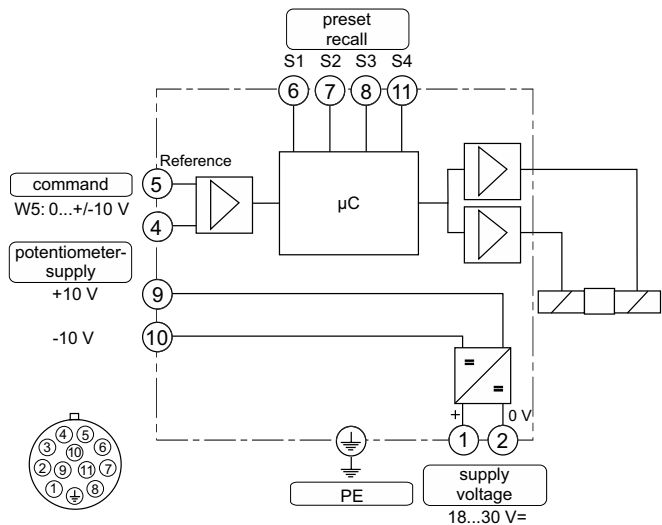 preset
recall
S1 S2 S3 S4
6 7 8 11
Reference
command
W5: 0...+/-10 V
5
4
µC
potentiometer-
supply
+10 V
9
-10 V
10
=
=
+ 0 V
1 2
PE
supply
voltage
18...30 V=
4 5
3 10 6
2 9 11 7
1 8